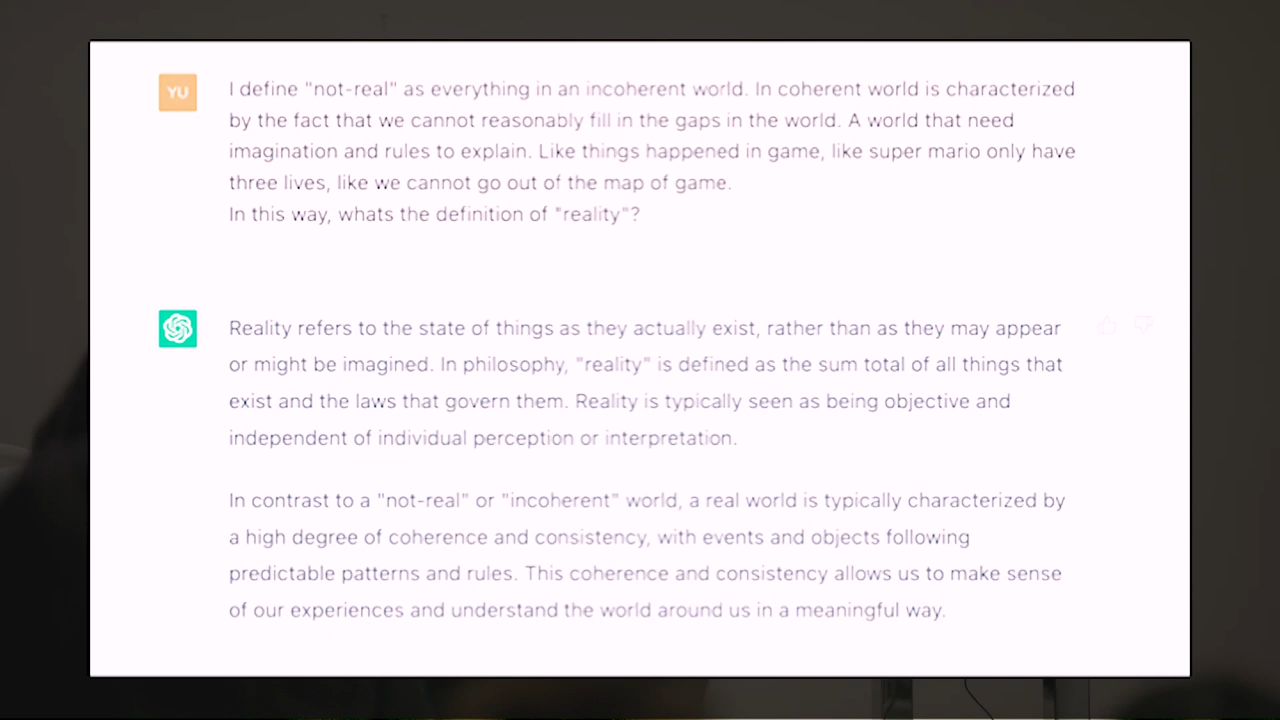 YU
I define "not-real" as everything in an incoherent world. In coherent world is characterized
by the fact that we cannot reasonably fill in the gaps in the world. A world that need
imagination and rules to explain. Like things happened in game, like super mario only have
three lives, like we cannot go out of the map of game.
In this way, whats the definition of "reality"?
Reality refers to the state of things as they actually exist, rather than as they may appear
or might be imagined. In philosophy, "reality" is defined as the sum total of all things that
exist and the laws that govern them. Reality is typically seen as being objective and
independent of individual perception or interpretation.
In contrast to a "not-real" or "incoherent" world, a real world is typically characterized by
a high degree of coherence and consistency, with events and objects following
predictable patterns and rules. This coherence and consistency allows us to make sense
of our experiences and understand the world around us in a meaningful way.